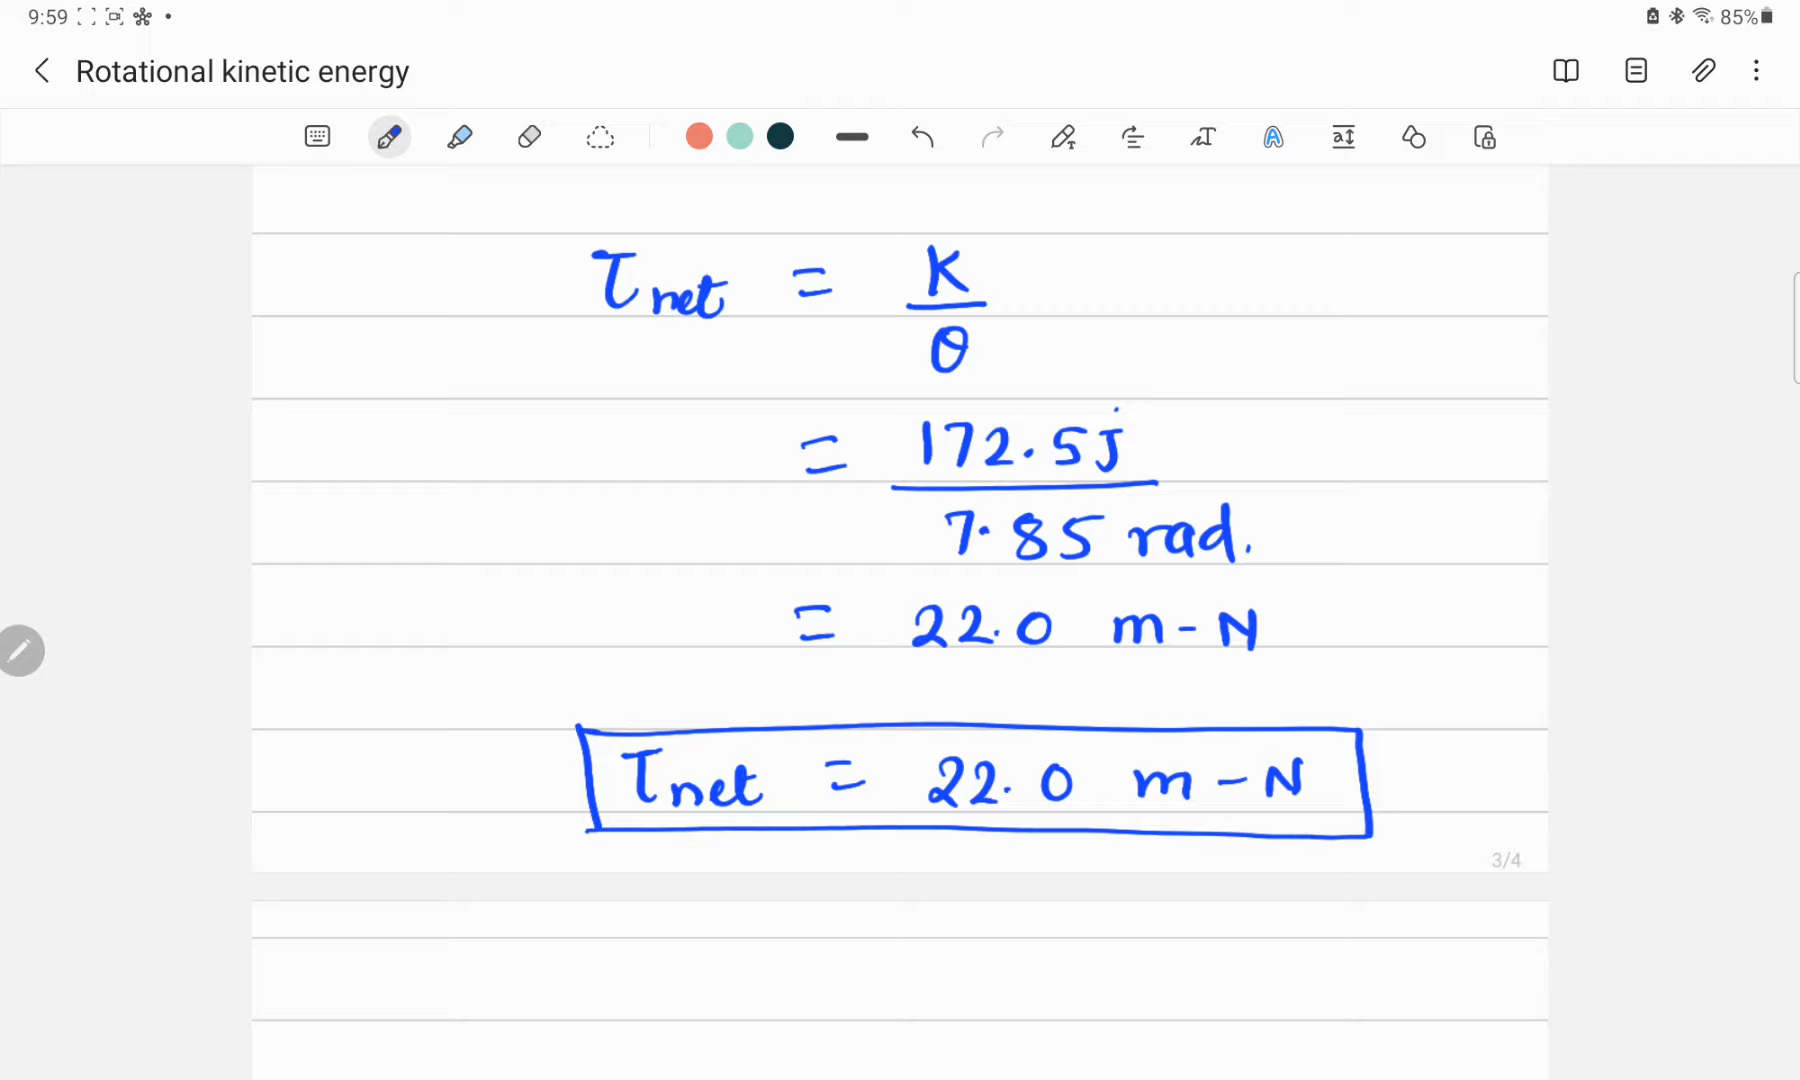 9:59
85%
Rotational kinetic energy
τnet = K
θ
= 172.5j
7.85 rad.
= 22.0 m-N
τnet = 22.0 m-N
3/4